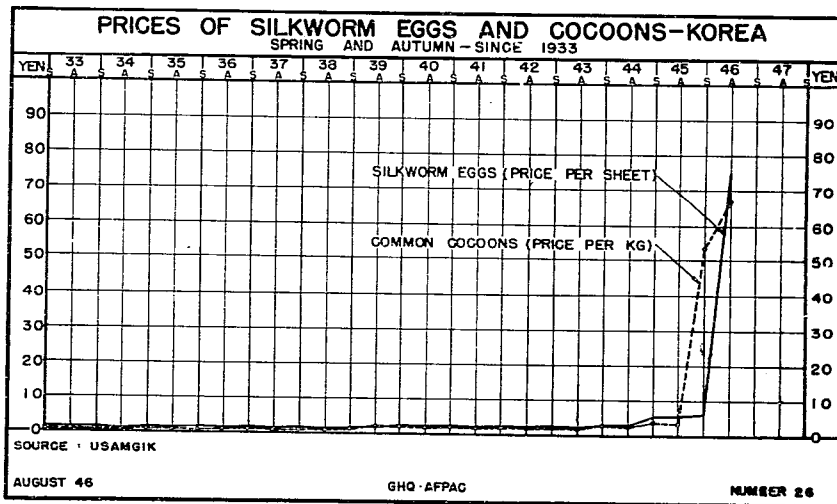 PRICES OF SILKWORM EGGS AND COCOONS-KOREA
SPRING AND AUTUMN-SINCE 1933
YEN 33 34 35 36 37 38 39 40 41 42 43 44 45 46 47 YEN
S A S A S A S A S A S A S A S A S A S A S A S A S A S A S A S
90 90
80 80
SILKWORM EGGS (PRICE PER SHEET)
70 70
60 60
COMMON COCOONS (PRICE PER KG)
50 50
40 40
30 30
20 20
10 10
0 0
SOURCE : USAMGIK
AUGUST 46 GHQ-AFPAC NUMBER 26